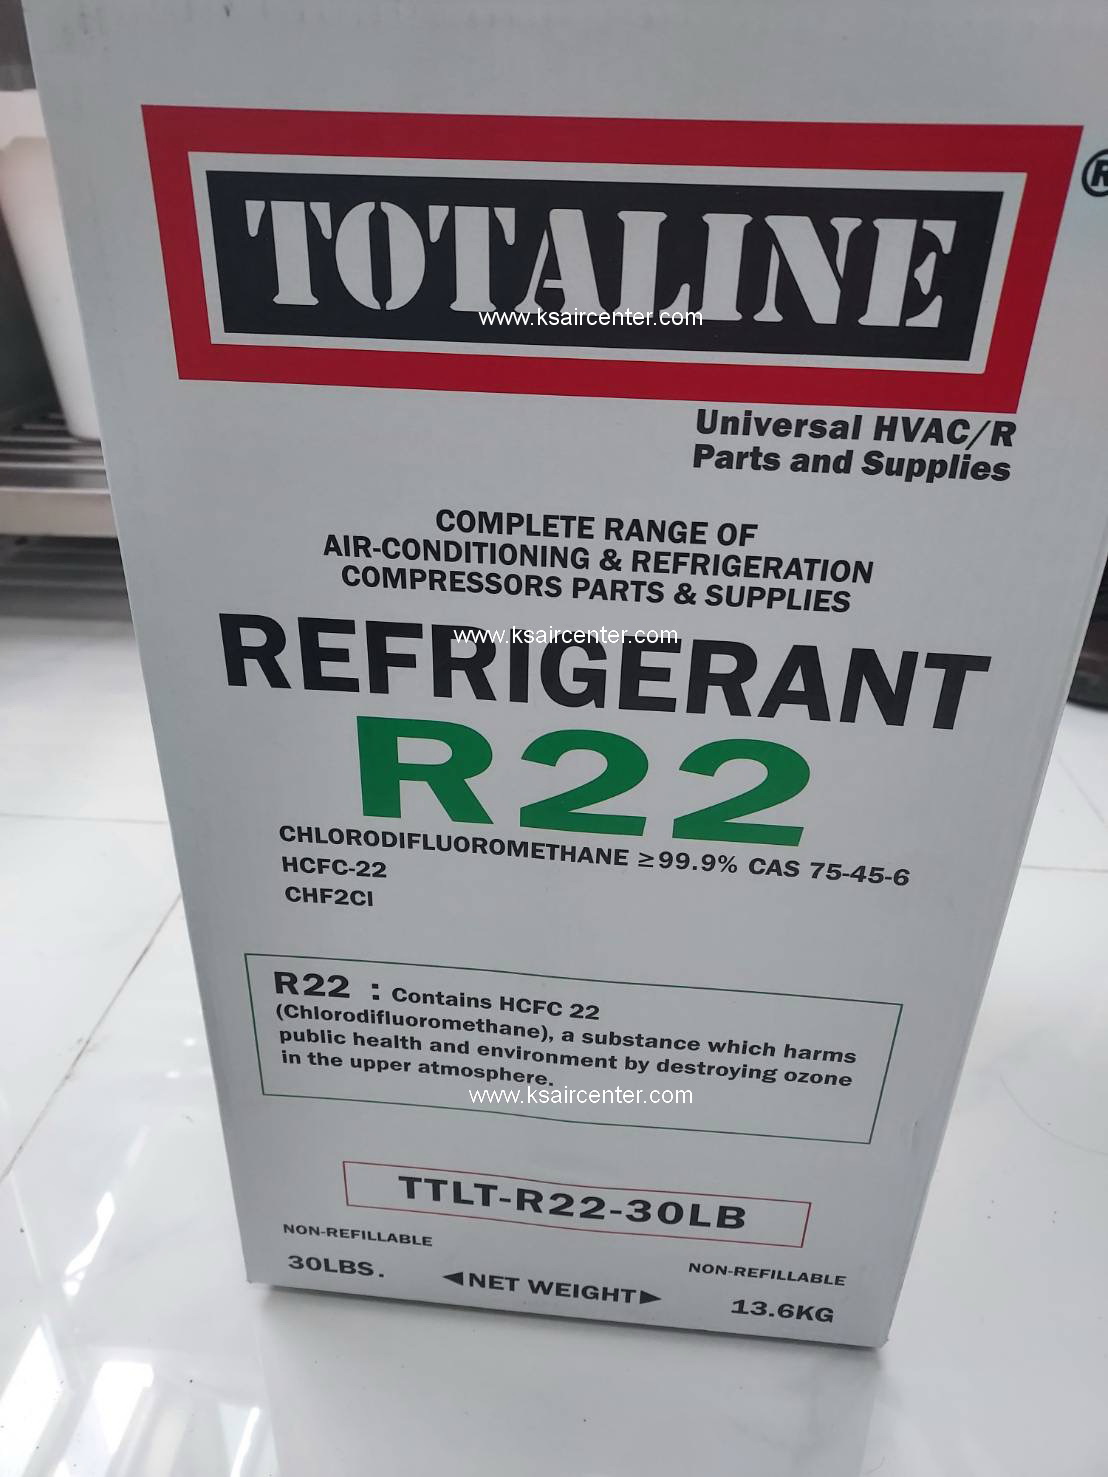 TOTALINE
®
www.ksaircenter.com
Universal HVAC/R
Parts and Supplies
COMPLETE RANGE OF
AIR-CONDITIONING & REFRIGERATION
COMPRESSORS PARTS & SUPPLIES
REFRIGERANT
www.ksaircenter.com
R22
CHLORODIFLUOROMETHANE ≥99.9% CAS 75-45-6
HCFC-22
CHF2Cl
R22 : Contains HCFC 22
(Chlorodifluoromethane), a substance which harms
public health and environment by destroying ozone
in the upper atmosphere.
www.ksaircenter.com
TTLT-R22-30LB
NON-REFILLABLE
30LBS.
◄NET WEIGHT►
NON-REFILLABLE
13.6KG